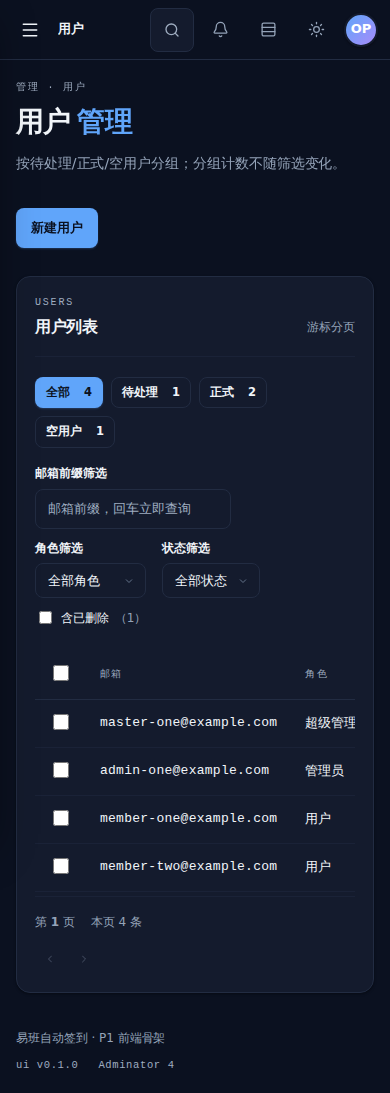 用户
OP
管理 · 用户
用户 管理
按待处理/正式/空用户分组；分组计数不随筛选变化。
新建用户
USERS
用户列表
游标分页
全部 4
待处理 1
正式 2
空用户 1
邮箱前缀筛选
邮箱前缀，回车立即查询
角色筛选
状态筛选
全部角色
全部状态
含已删除 （1）
邮箱 角色
master-one@example.com 超级管理
admin-one@example.com 管理员
member-one@example.com 用户
member-two@example.com 用户
第 1 页 本页 4 条
易班自动签到 · P1 前端骨架
ui v0.1.0 Adminator 4